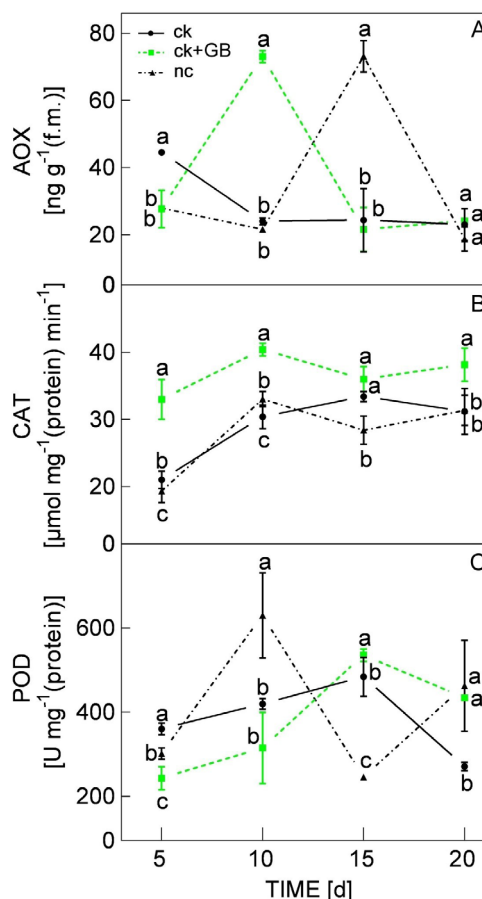 A
ck
ck+GB
nc
80
60
40
20
0
AOX
[ng g⁻¹(f.m.)]
a
a
a
b
b
b
b
b
b
a
a
a
B
40
30
20
0
CAT
[µmol mg⁻¹(protein) min⁻¹]
a
a
a
a
b
a
b
b
c
c
b
b
b
C
600
400
200
0
POD
[U mg⁻¹(protein)]
a
a
a
b
b
a
b
b
a
c
c
b
5 10 15 20
TIME [d]